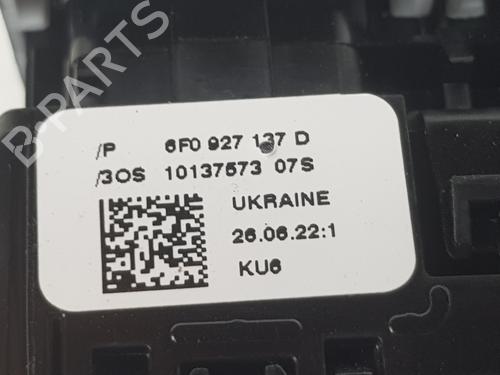 B-PARTS
/P 6F0 927 137 D
/3OS 10137573 07S
UKRAINE
26.06.22:1
KU6